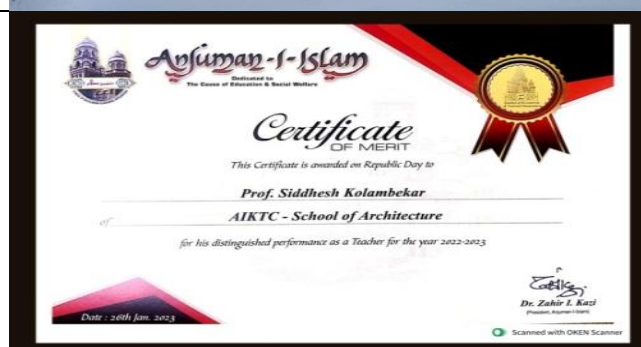 Anjuman-I-Islam
Dedicated to
The Cause of Education & Social Welfare
Certificate
OF MERIT
This Certificate is awarded on Republic Day to
Prof. Siddhesh Kolambekar
of AIKTC - School of Architecture
for his distinguished performance as a Teacher for the year 2022-2023
Dr. Zahir I. Kazi
(President, Anjuman-I-Islam)
Date : 26th Jan. 2023
Scanned with OKEN Scanner